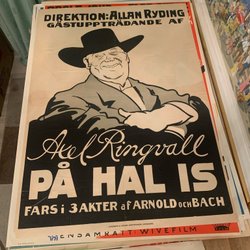 DIREKTION: ALLAN RYDING
GÄSTUPPTRÄDANDE AF
Axel Ringvall
PÅ HAL IS
FARS i 3 AKTER af ARNOLD och BACH
ENSAMRÄTT: WIVEFILM